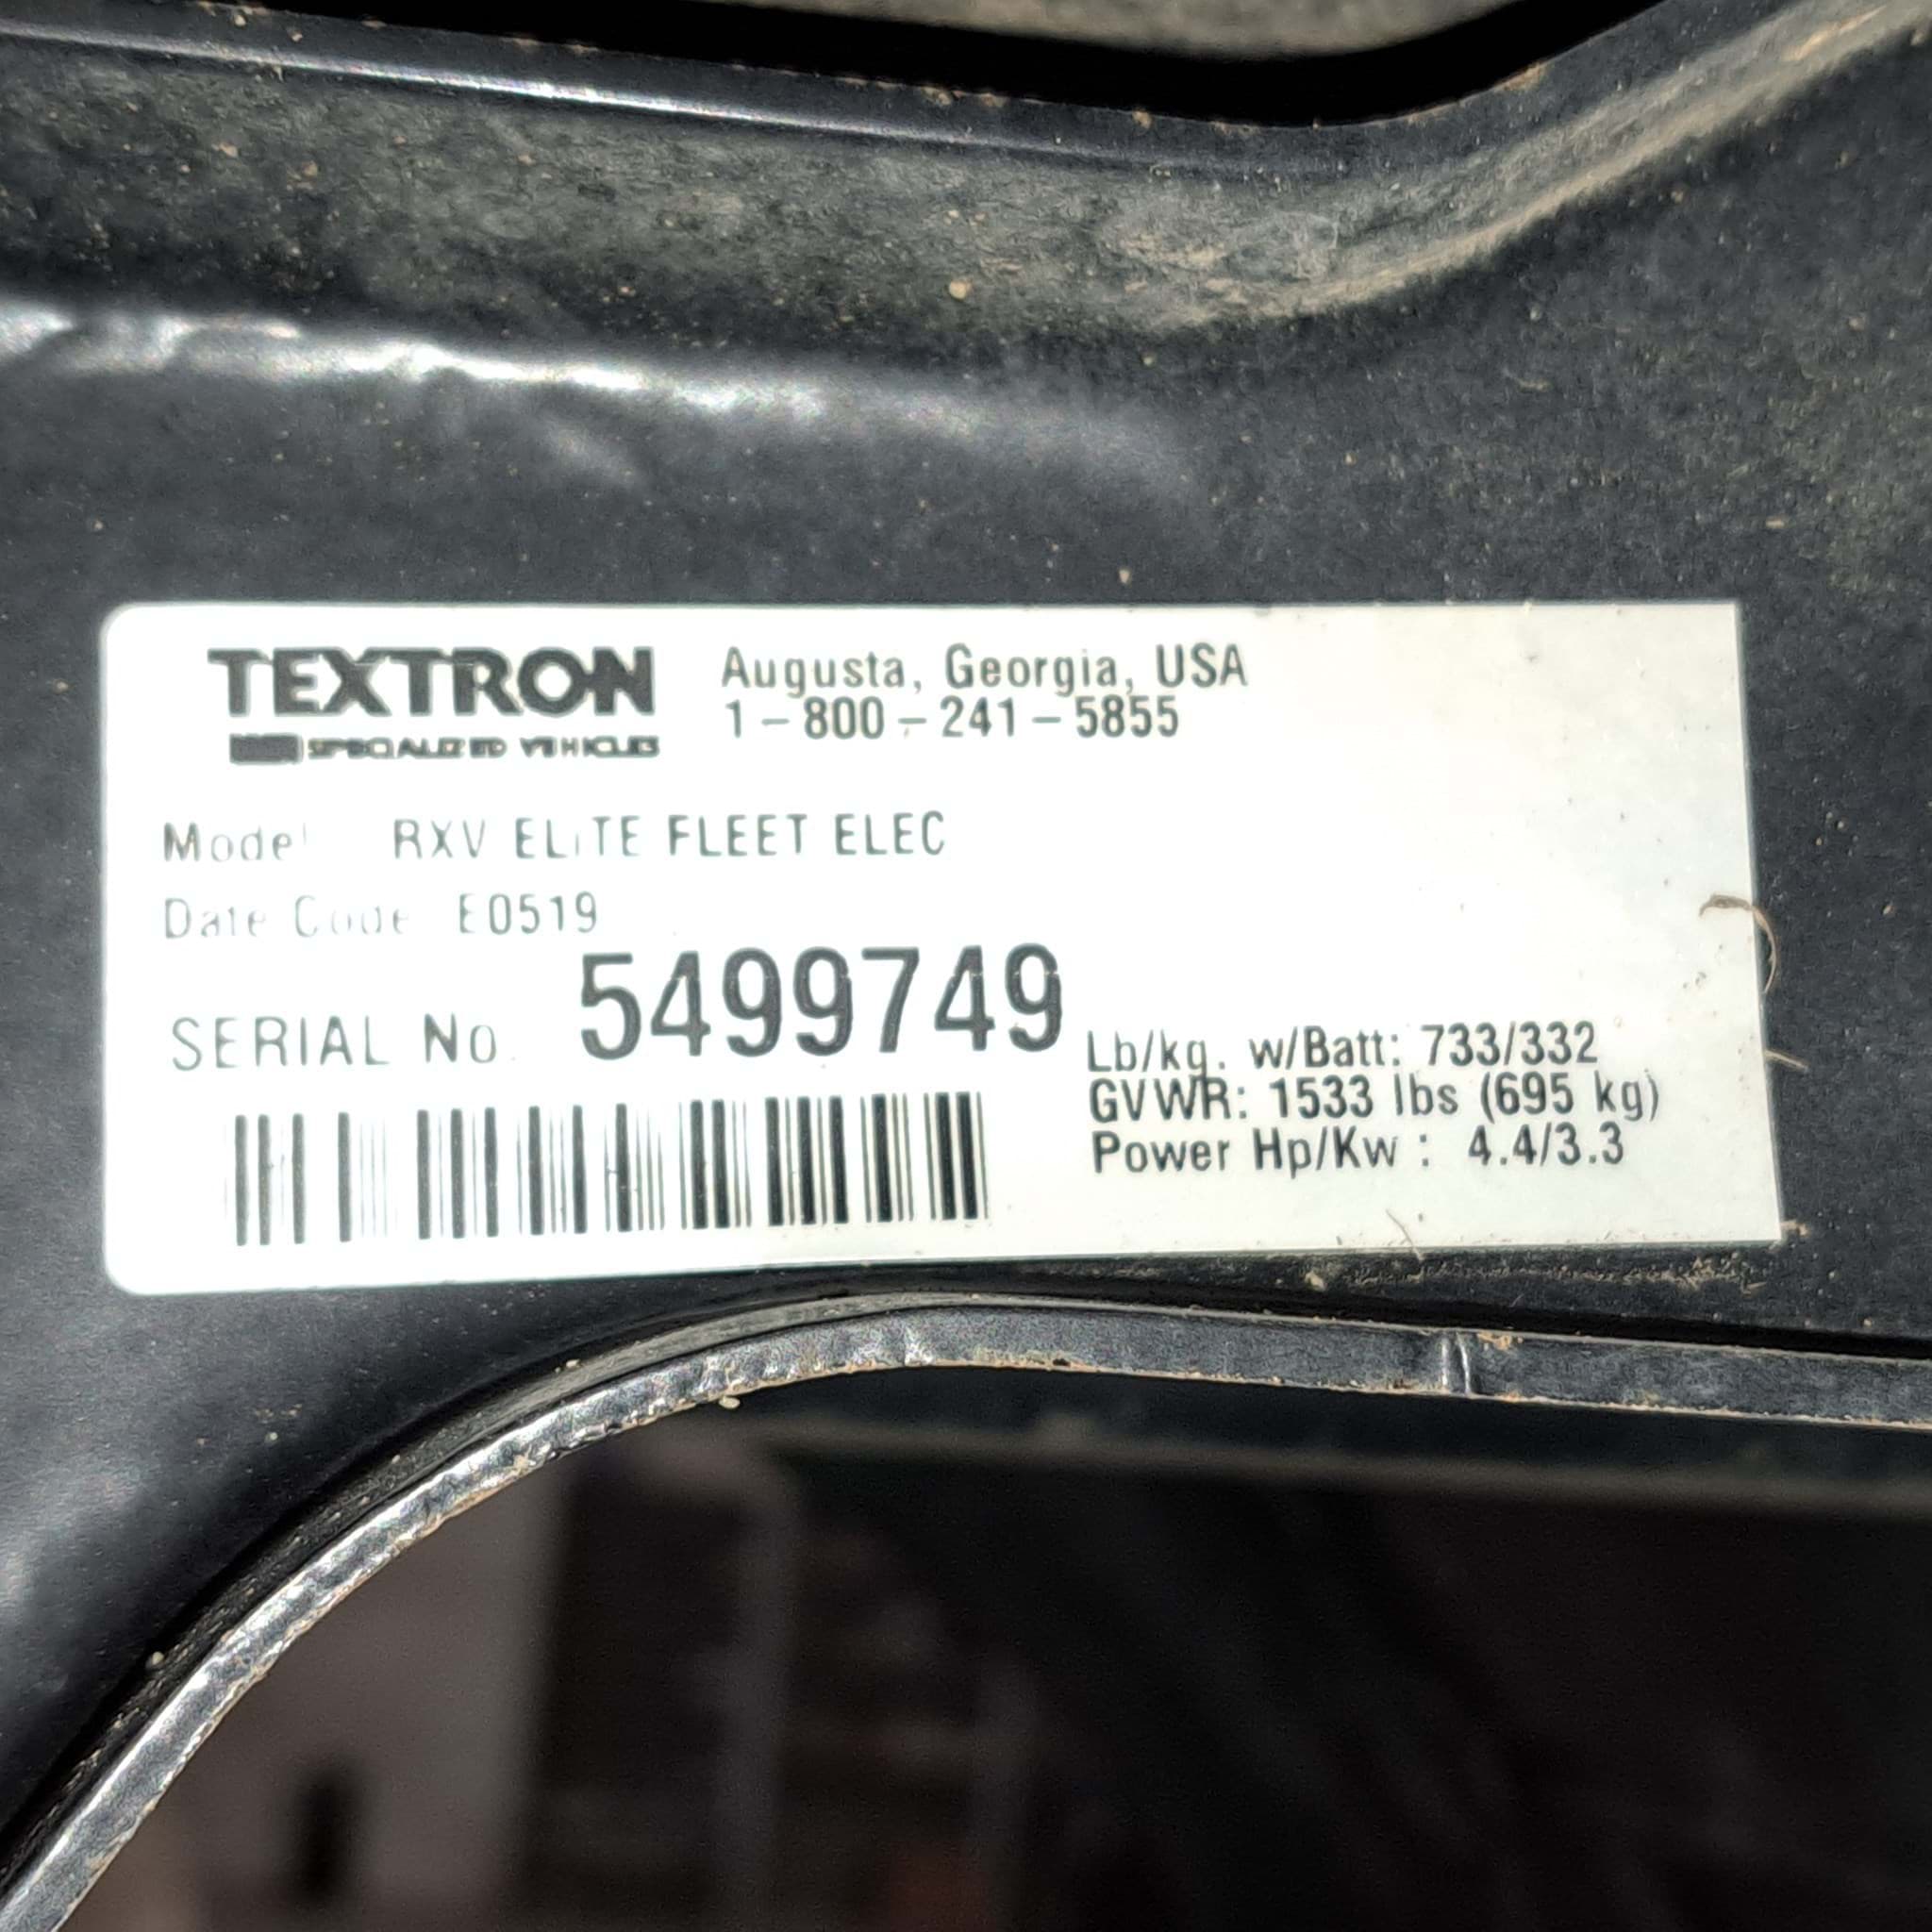 TEXTRON
SPECIALIZED VEHICLES
Augusta, Georgia, USA
1-800-241-5855
Model RXV ELITE FLEET ELEC
Date Code E0519
SERIAL No. 5499749
Lb/kg. w/Batt: 733/332
GVWR: 1533 lbs (695 kg)
Power Hp/Kw : 4.4/3.3